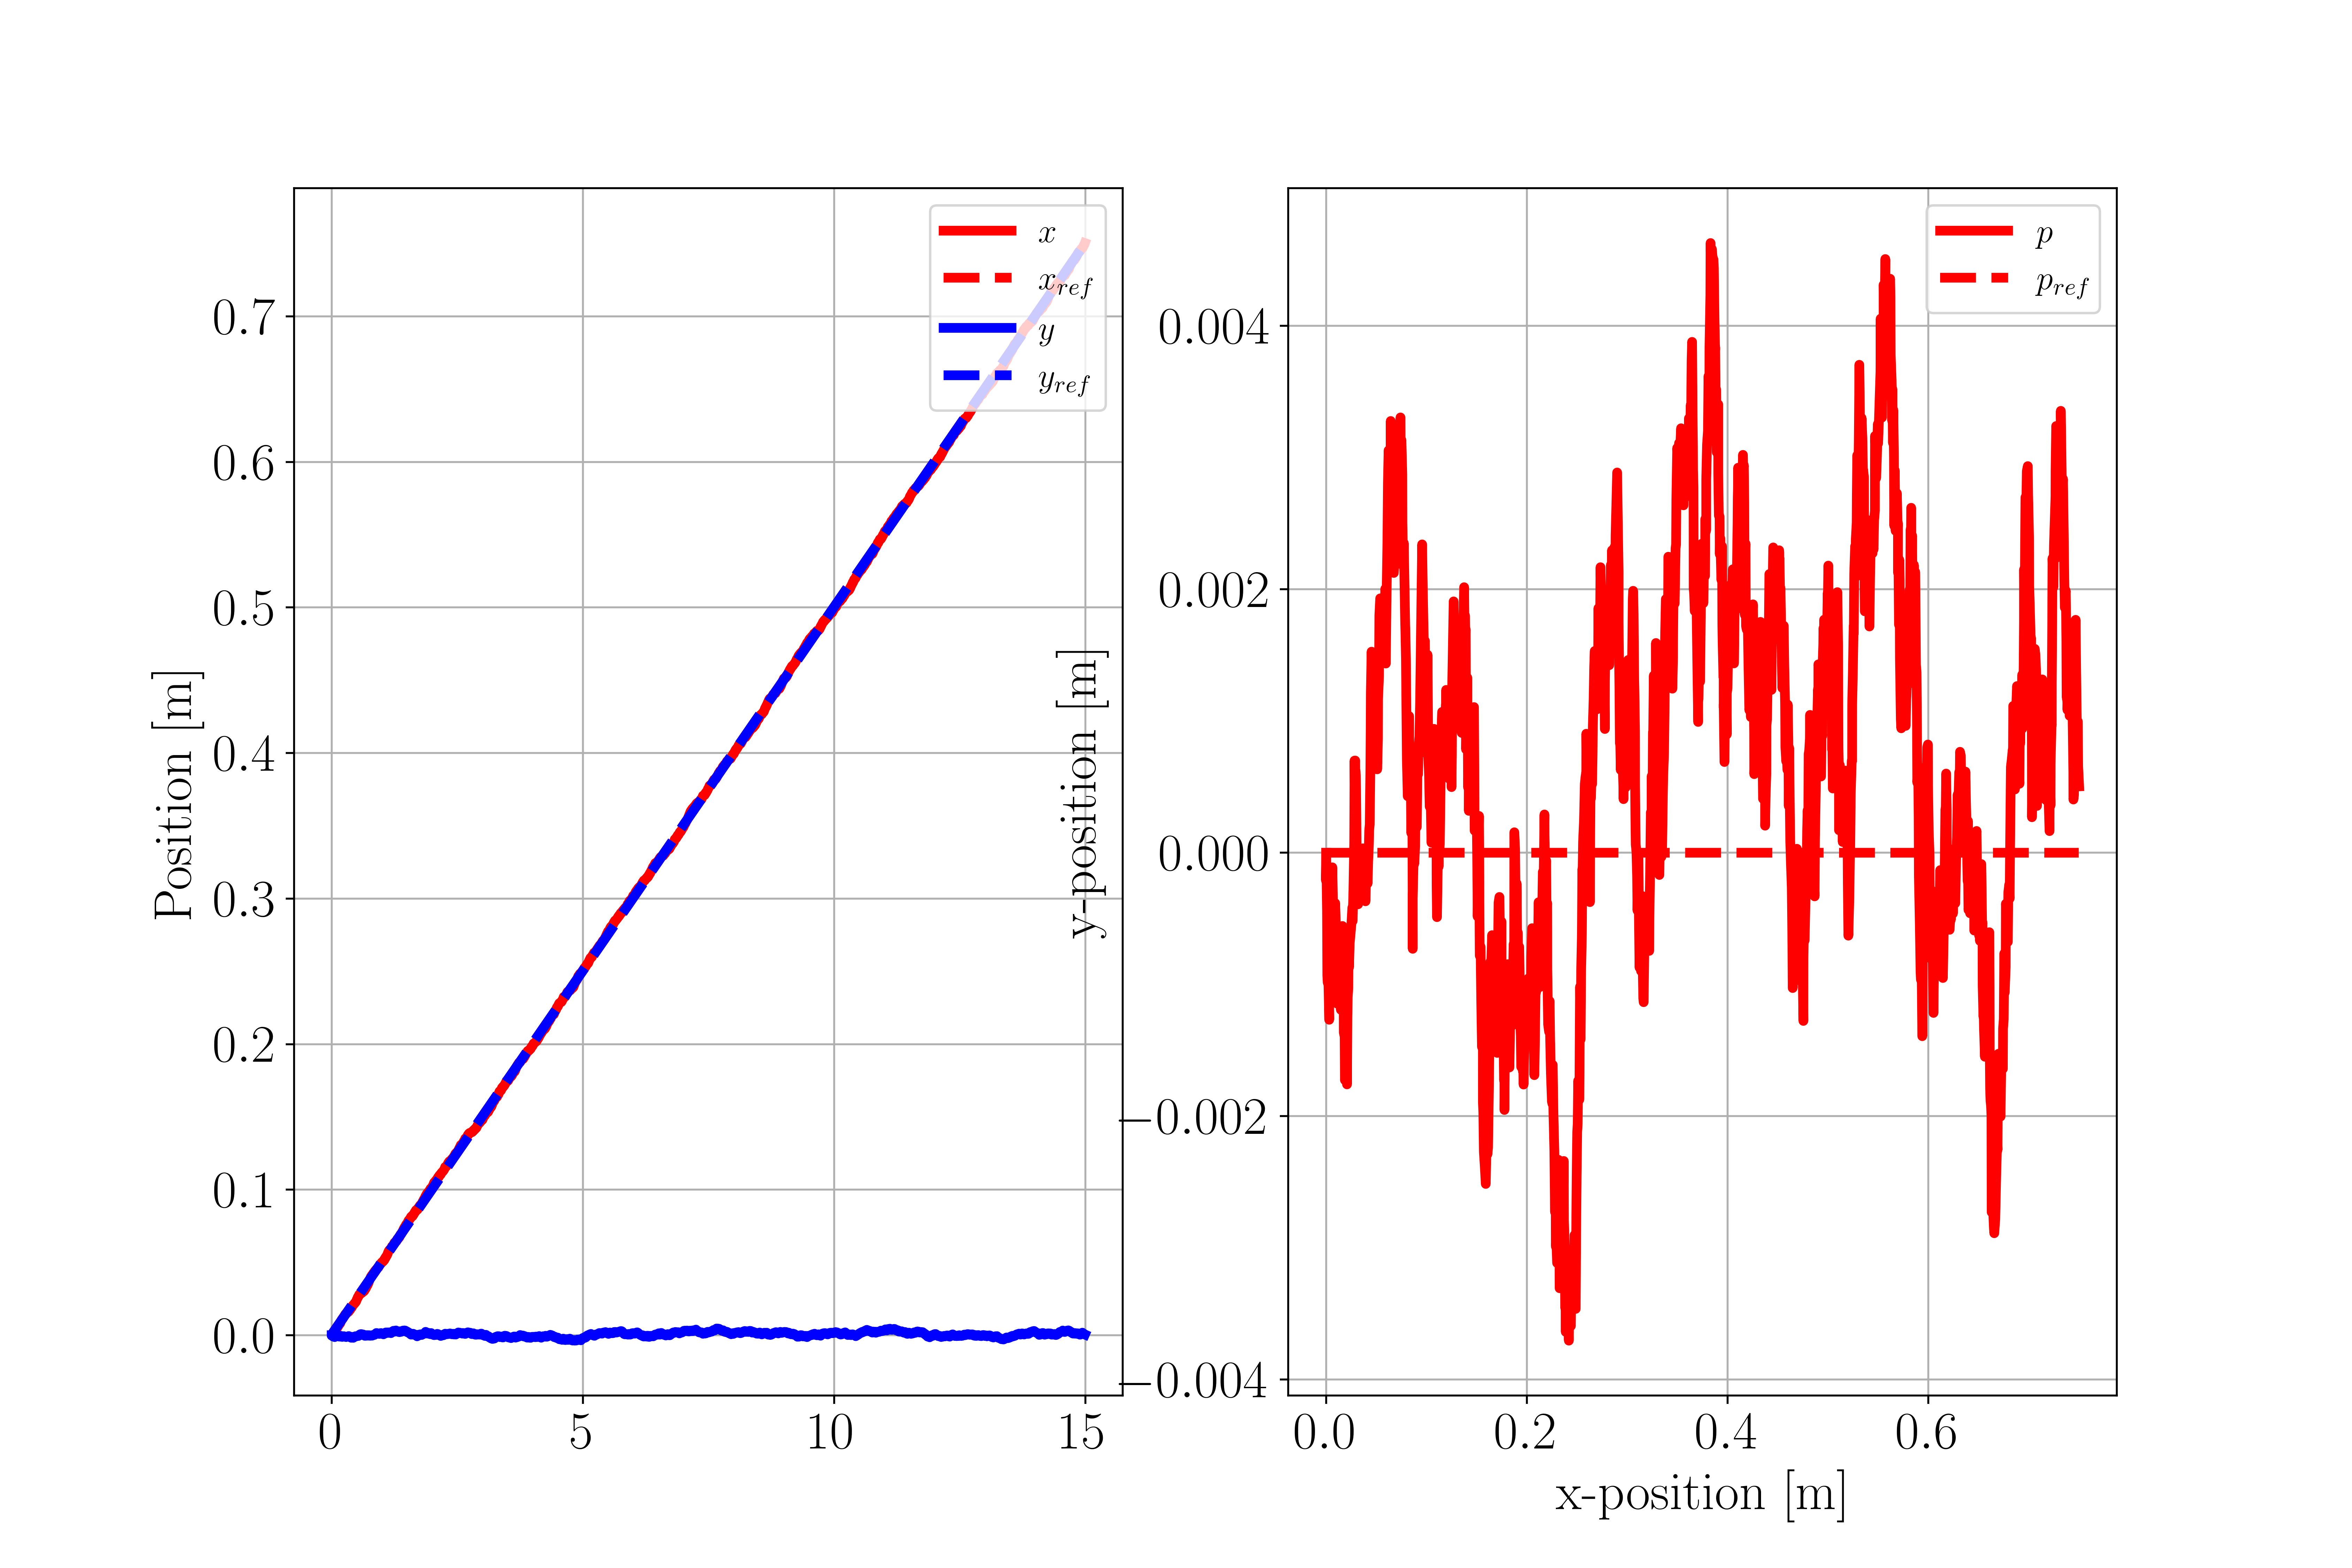 x
x_ref
y
y_ref
0.7
0.6
0.5
0.4
0.3
0.2
0.1
0.0
Position [m]
0
5
10
15
p
p_ref
0.004
0.002
0.000
−0.002
−0.004
y-position [m]
0.0
0.2
0.4
0.6
x-position [m]